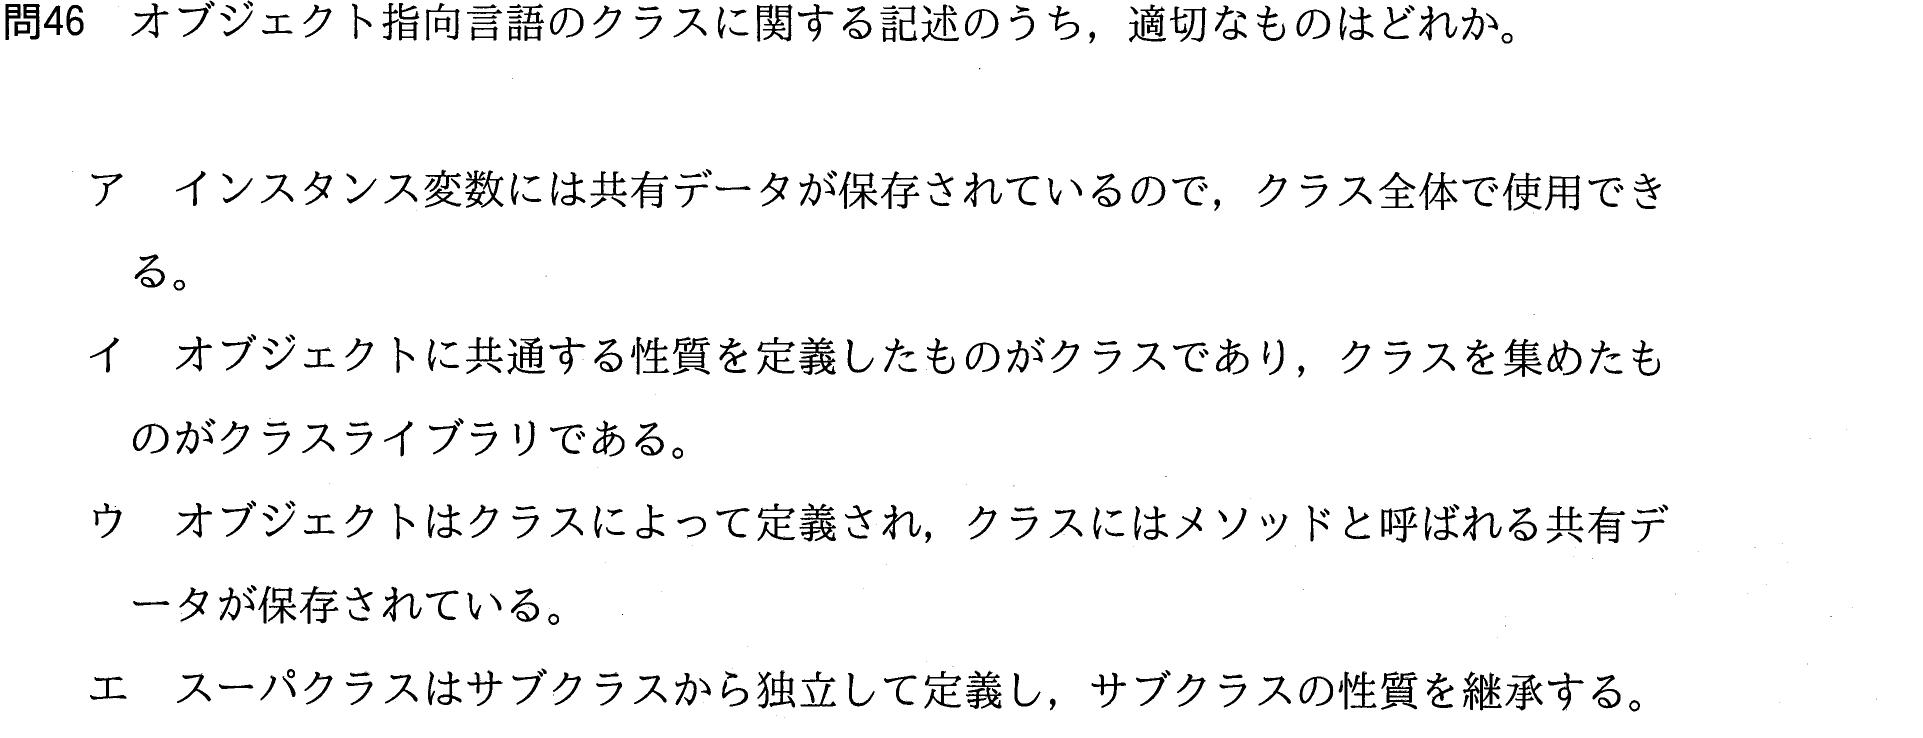 問46　オブジェクト指向言語のクラスに関する記述のうち，適切なものはどれか。
ア　インスタンス変数には共有データが保存されているので，クラス全体で使用でき
る。
イ　オブジェクトに共通する性質を定義したものがクラスであり，クラスを集めたも
のがクラスライブラリである。
ウ　オブジェクトはクラスによって定義され，クラスにはメソッドと呼ばれる共有デ
ータが保存されている。
エ　スーパクラスはサブクラスから独立して定義し，サブクラスの性質を継承する。